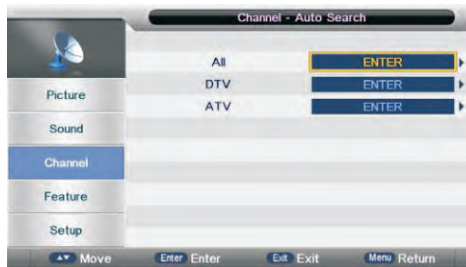 Channel - Auto Search
All ENTER
DTV ENTER
ATV ENTER
Picture
Sound
Channel
Feature
Setup
Move Enter Enter Exit Exit Menu Return